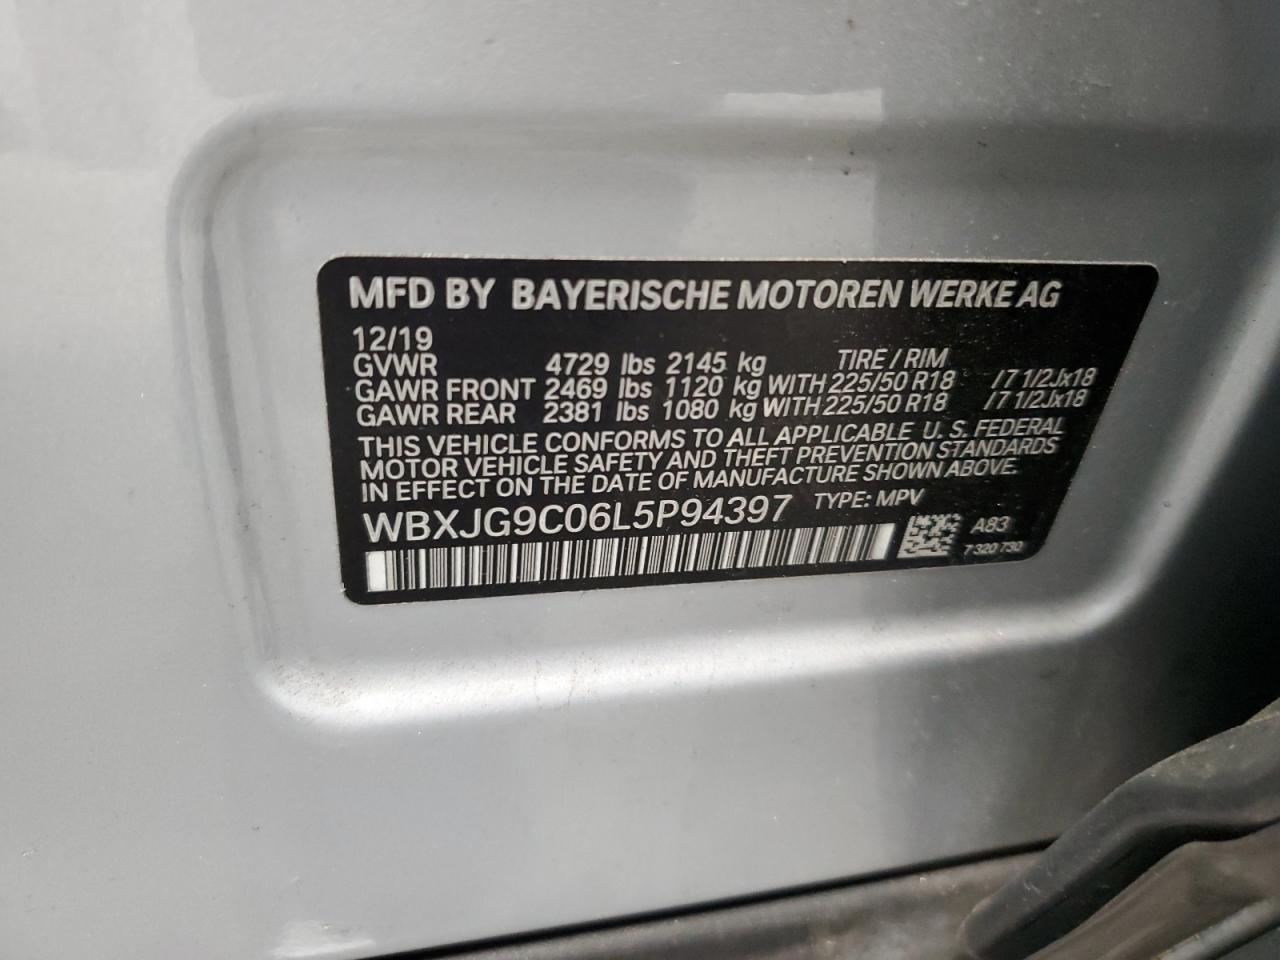 MFD BY BAYERISCHE MOTOREN WERKE AG
12/19
GVWR 4729 lbs 2145 kg TIRE / RIM
GAWR FRONT 2469 lbs 1120 kg WITH 225/50 R18 /7 1/2Jx18
GAWR REAR 2381 lbs 1080 kg WITH 225/50 R18 /7 1/2Jx18
THIS VEHICLE CONFORMS TO ALL APPLICABLE U. S. FEDERAL
MOTOR VEHICLE SAFETY AND THEFT PREVENTION STANDARDS
IN EFFECT ON THE DATE OF MANUFACTURE SHOWN ABOVE.
WBXJG9C06L5P94397 TYPE: MPV
A83
7 320 730